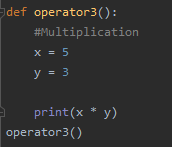 def operator3():
    #Multiplication
    x = 5
    y = 3

    print(x * y)
operator3()